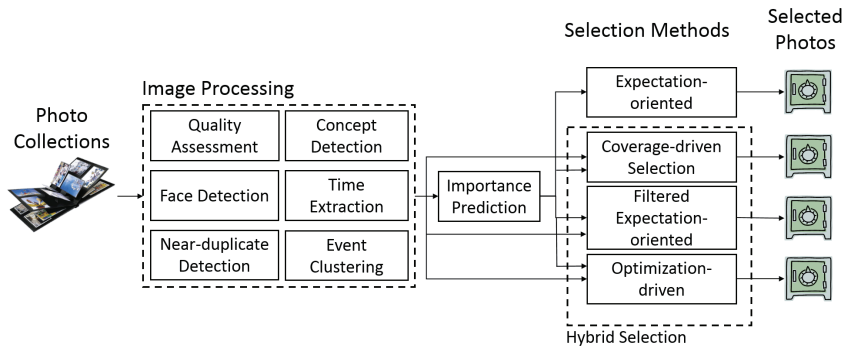 Photo
Collections
Image Processing
Quality
Assessment
Concept
Detection
Face Detection
Time
Extraction
Near-duplicate
Detection
Event
Clustering
Importance
Prediction
Selection Methods
Expectation-
oriented
Coverage-driven
Selection
Filtered
Expectation-
oriented
Optimization-
driven
Hybrid Selection
Selected
Photos